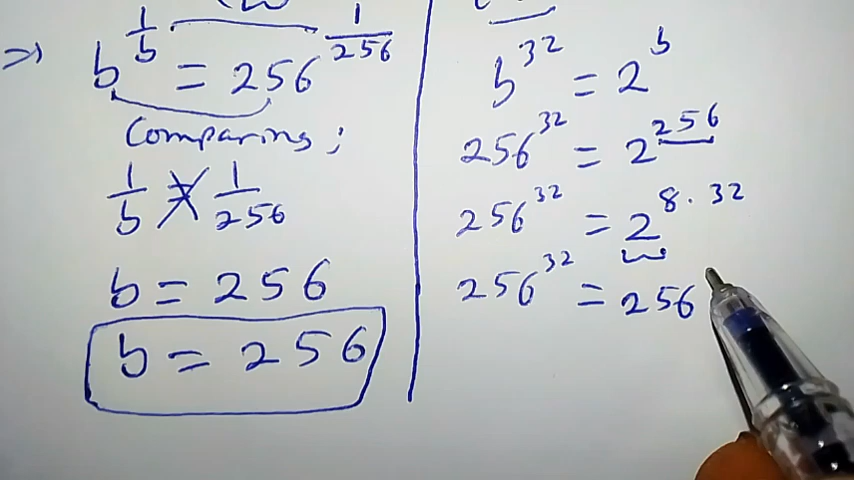 ⇒ b^(1/b) = 256^(1/256)
Comparing;
1/b = 1/256
b = 256
b = 256
b^32 = 2^b
256^32 = 2^256
256^32 = 2^(8·32)
256^32 = 256